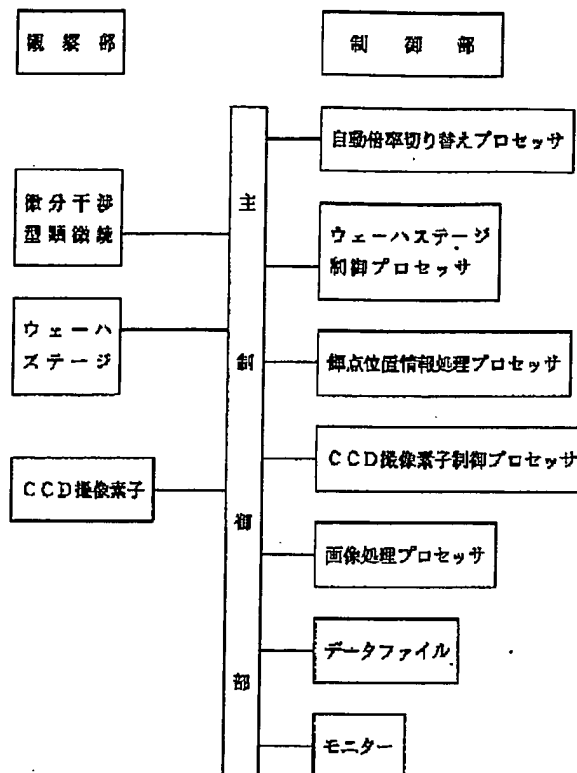 観察部
制御部
主制御部
微分干渉
型顕微鏡
ウェーハ
ステージ
CCD撮像素子
自動倍率切り替えプロセッサ
ウェーハステージ
制御プロセッサ
輝点位置情報処理プロセッサ
CCD撮像素子制御プロセッサ
画像処理プロセッサ
データファイル
モニター